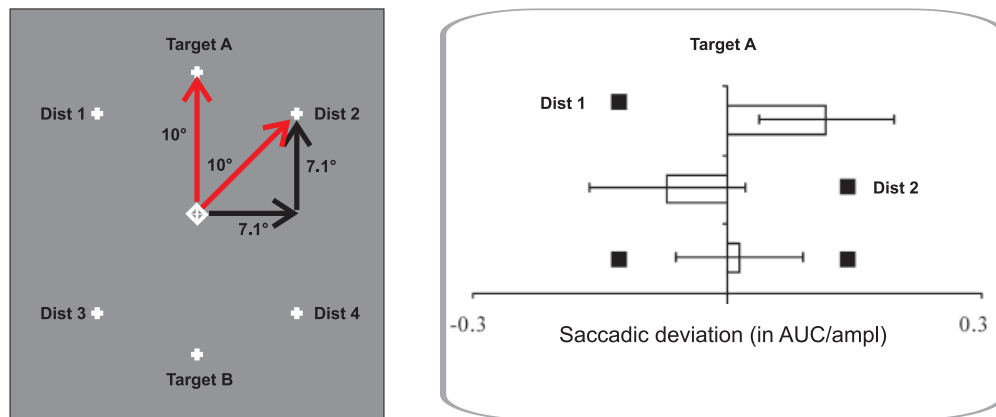 Target A
Dist 1
Dist 2
10°
10°
7.1°
7.1°
Dist 3
Dist 4
Target B
Target A
Dist 1
Dist 2
-0.3
0.3
Saccadic deviation (in AUC/ampl)